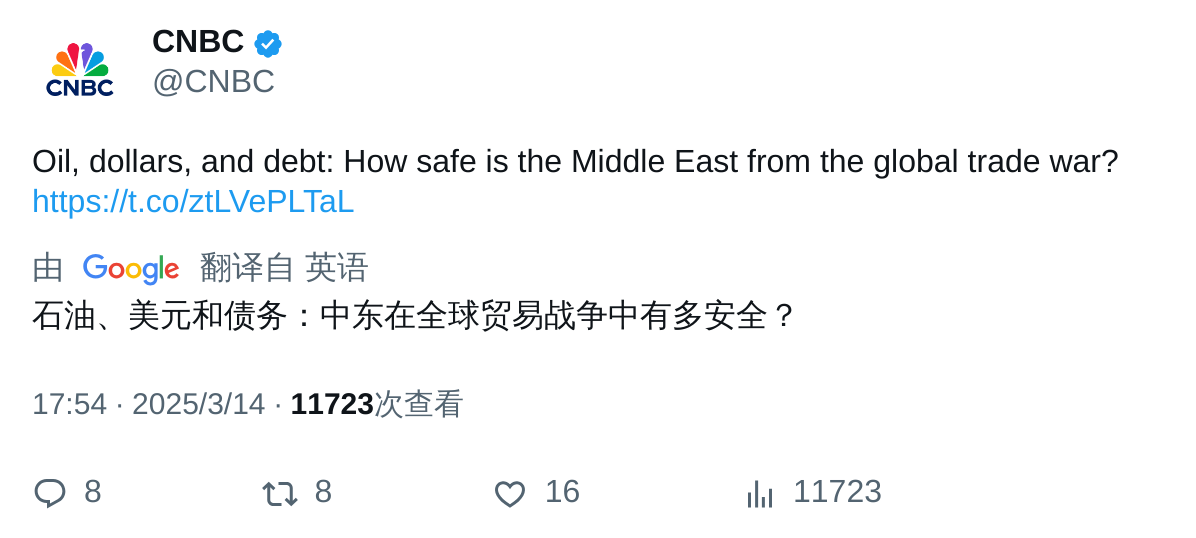 CNBC
CNBC
@CNBC
Oil, dollars, and debt: How safe is the Middle East from the global trade war?
https://t.co/ztLVePLTaL
由 Google 翻译自 英语
石油、美元和债务：中东在全球贸易战争中有多安全？
17:54 · 2025/3/14 · 11723次查看
8 8 16 11723